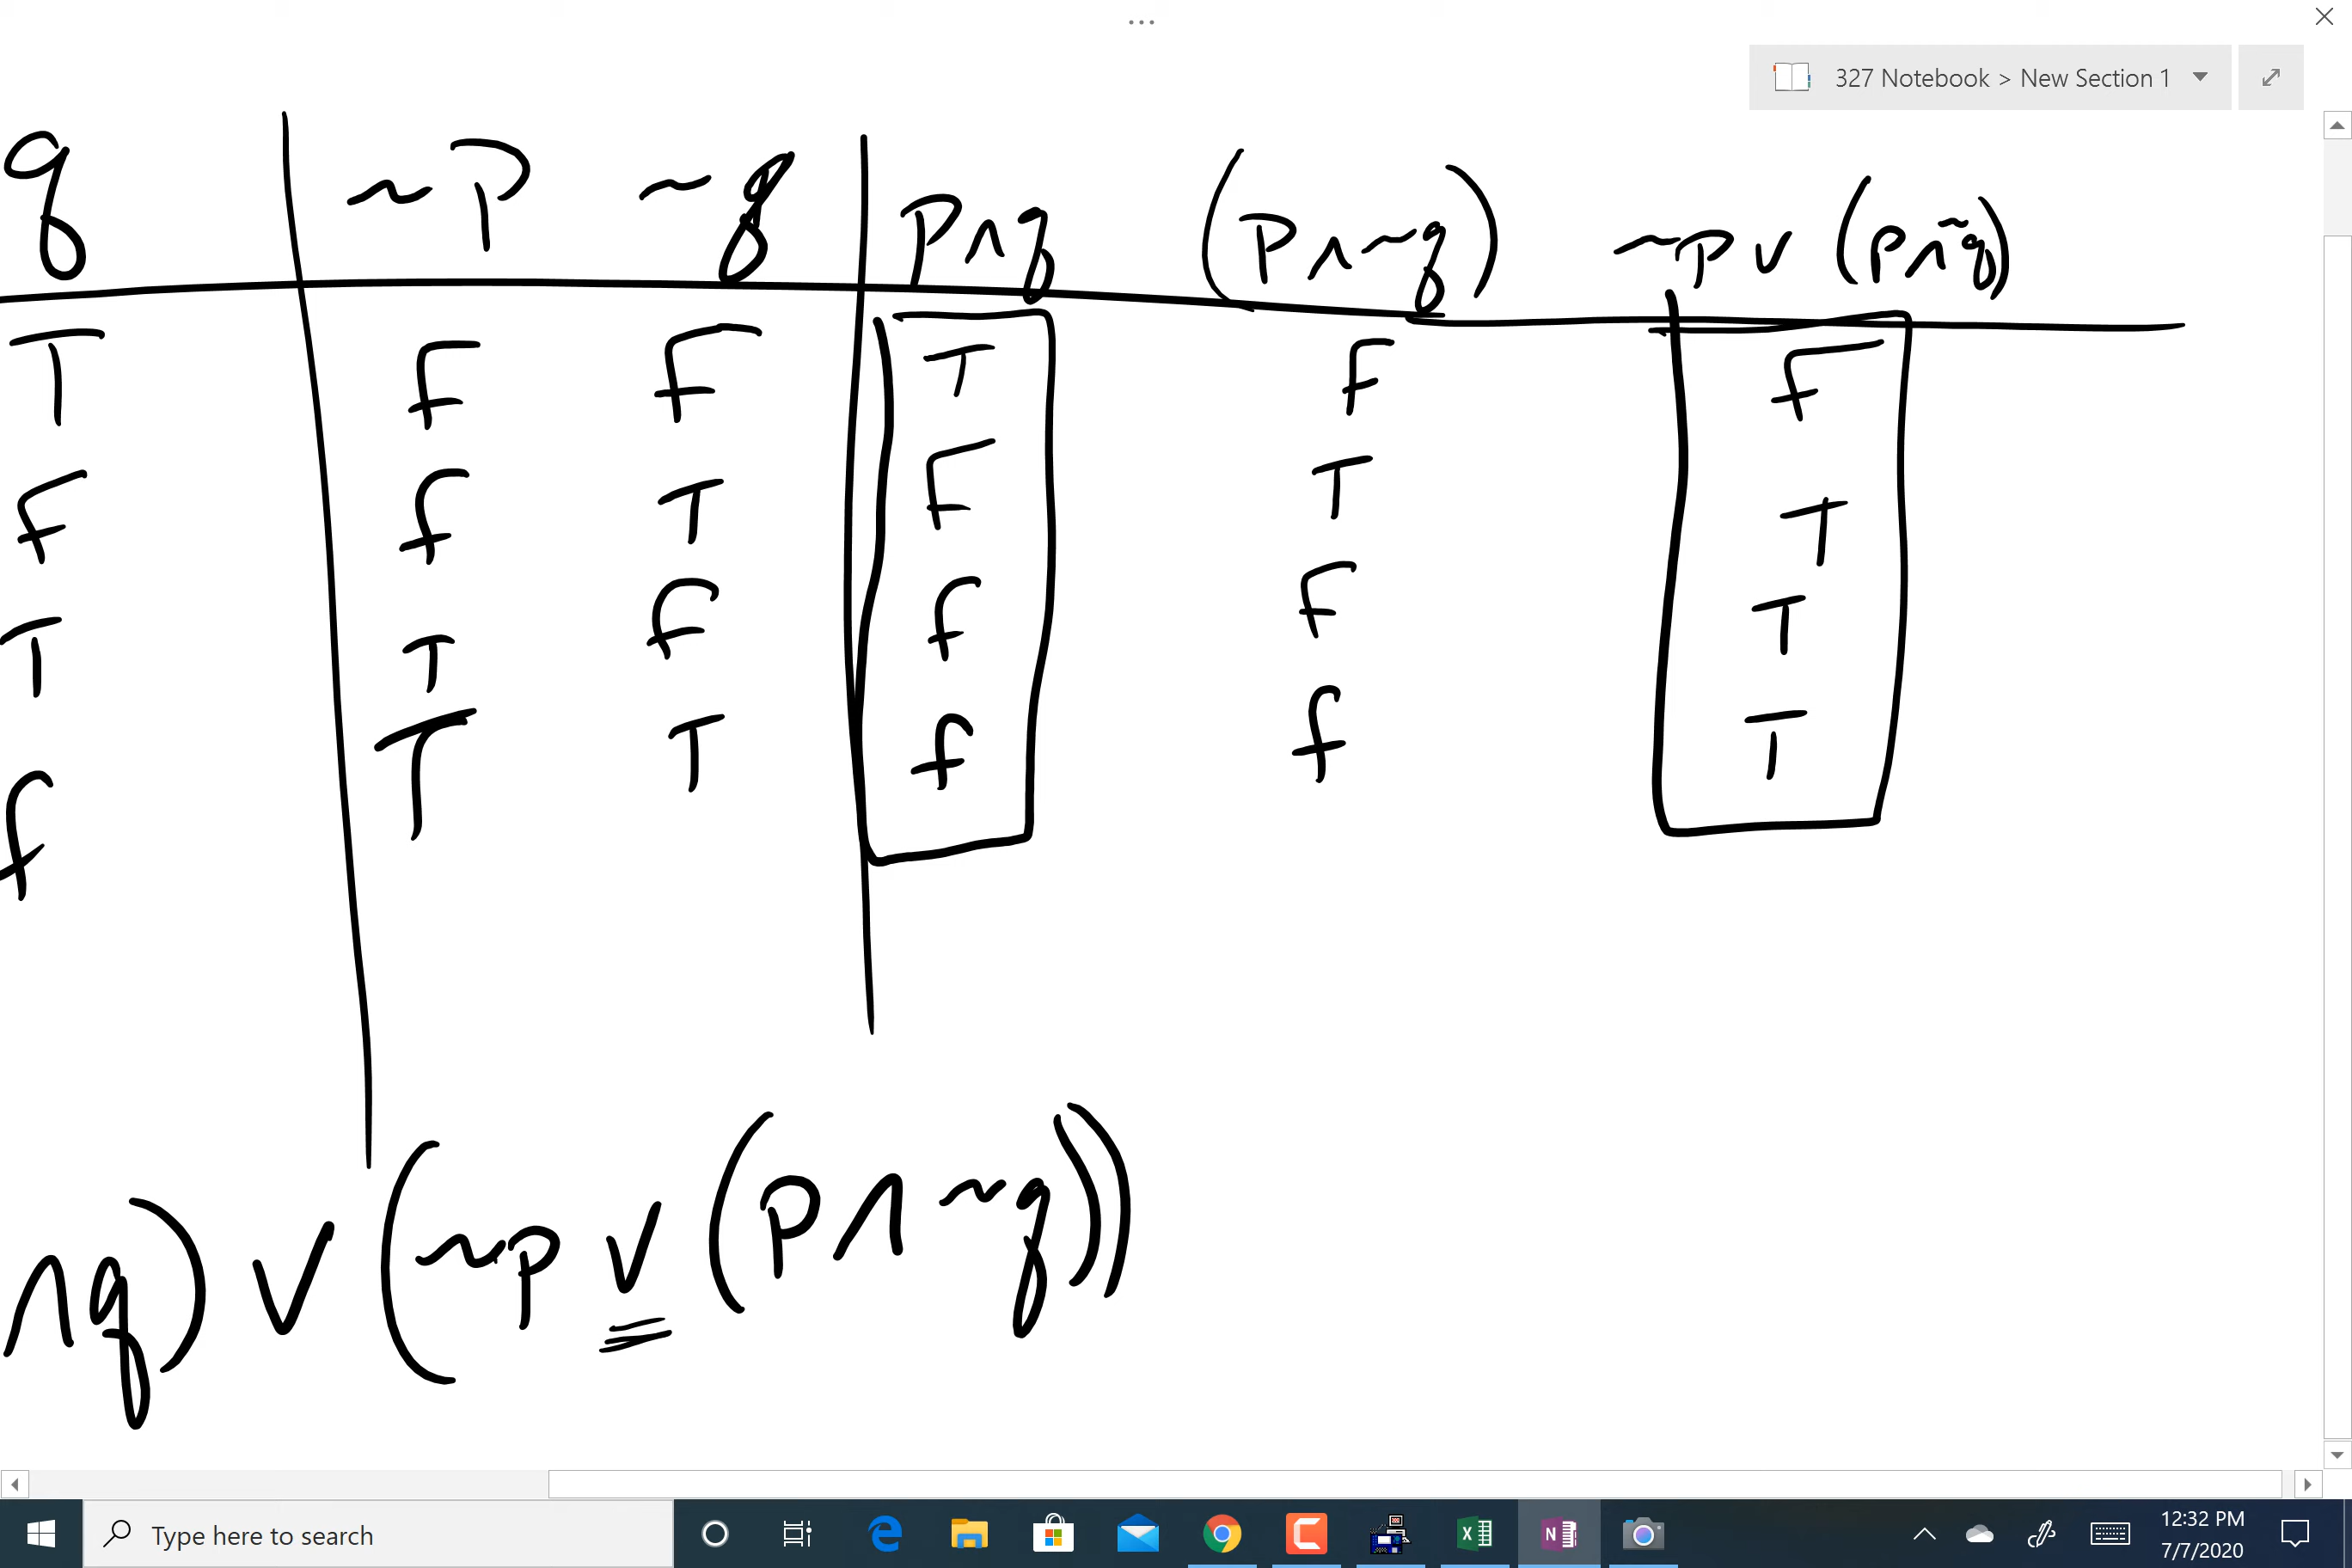 327 Notebook > New Section 1
q ~p ~q p∧q (p∧~q) ~p ∨ (p∧~q)
T F F T F F
F F T F T T
T T F F F T
F T T F F T
∧q) ∨ (~p ∨ (p∧~q))
Type here to search
12:32 PM
7/7/2020